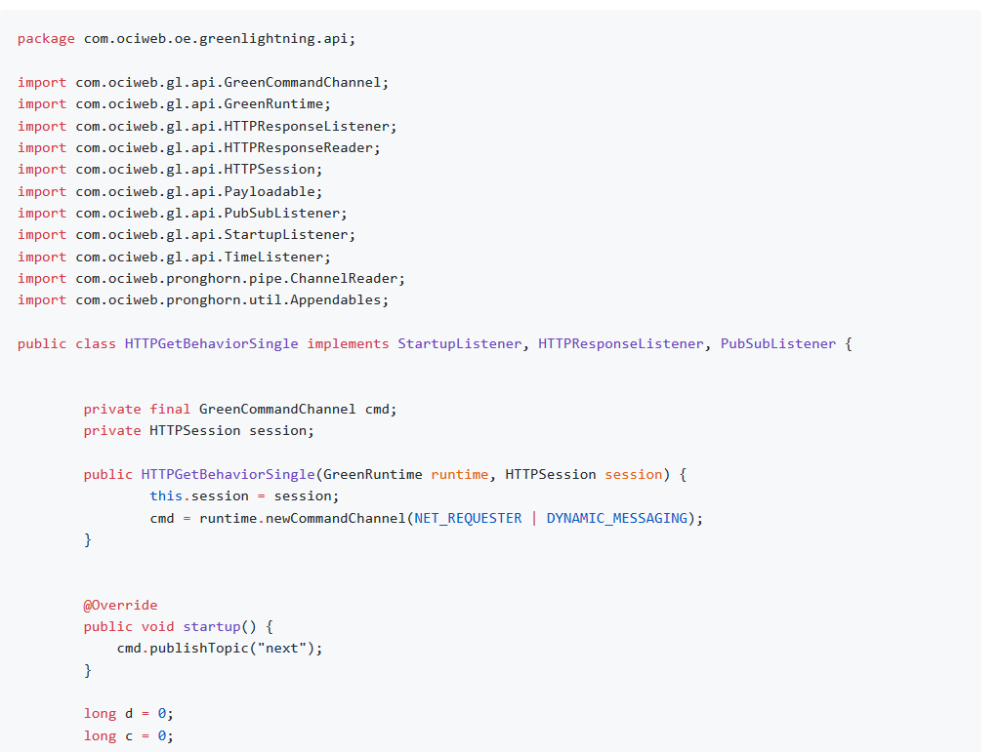 package com.ociweb.oe.greenlightning.api;
import com.ociweb.gl.api.GreenCommandChannel;
import com.ociweb.gl.api.GreenRuntime;
import com.ociweb.gl.api.HTTPResponseListener;
import com.ociweb.gl.api.HTTPResponseReader;
import com.ociweb.gl.api.HTTPSession;
import com.ociweb.gl.api.Payloadable;
import com.ociweb.gl.api.PubSubListener;
import com.ociweb.gl.api.StartupListener;
import com.ociweb.gl.api.TimeListener;
import com.ociweb.pronghorn.pipe.ChannelReader;
import com.ociweb.pronghorn.util.Appendables;
public class HTTPGetBehaviorSingle implements StartupListener, HTTPResponseListener, PubSubListener {
private final GreenCommandChannel cmd;
private HTTPSession session;
public HTTPGetBehaviorSingle(GreenRuntime runtime, HTTPSession session) {
this.session = session;
cmd = runtime.newCommandChannel(NET_REQUESTER | DYNAMIC_MESSAGING);
}
@Override
public void startup() {
cmd.publishTopic("next");
}
long d = 0;
long c = 0;